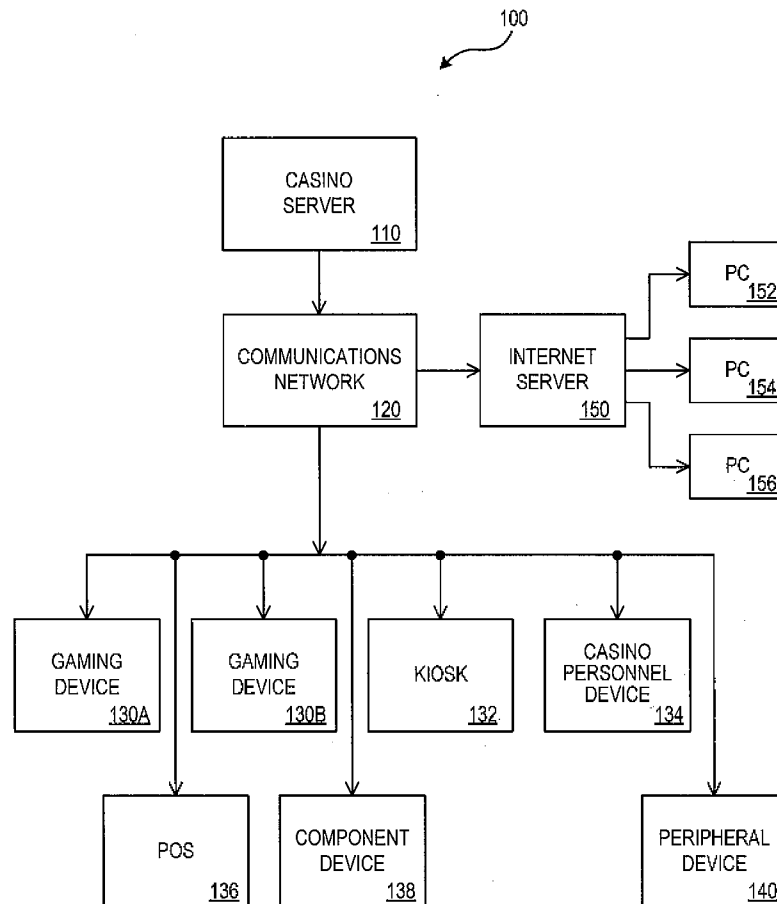 100
CASINO
SERVER
110
PC
152
COMMUNICATIONS
NETWORK
120
INTERNET
SERVER
150
PC
154
PC
156
GAMING
DEVICE
130A
GAMING
DEVICE
130B
KIOSK
132
CASINO
PERSONNEL
DEVICE
134
POS
136
COMPONENT
DEVICE
138
PERIPHERAL
DEVICE
140